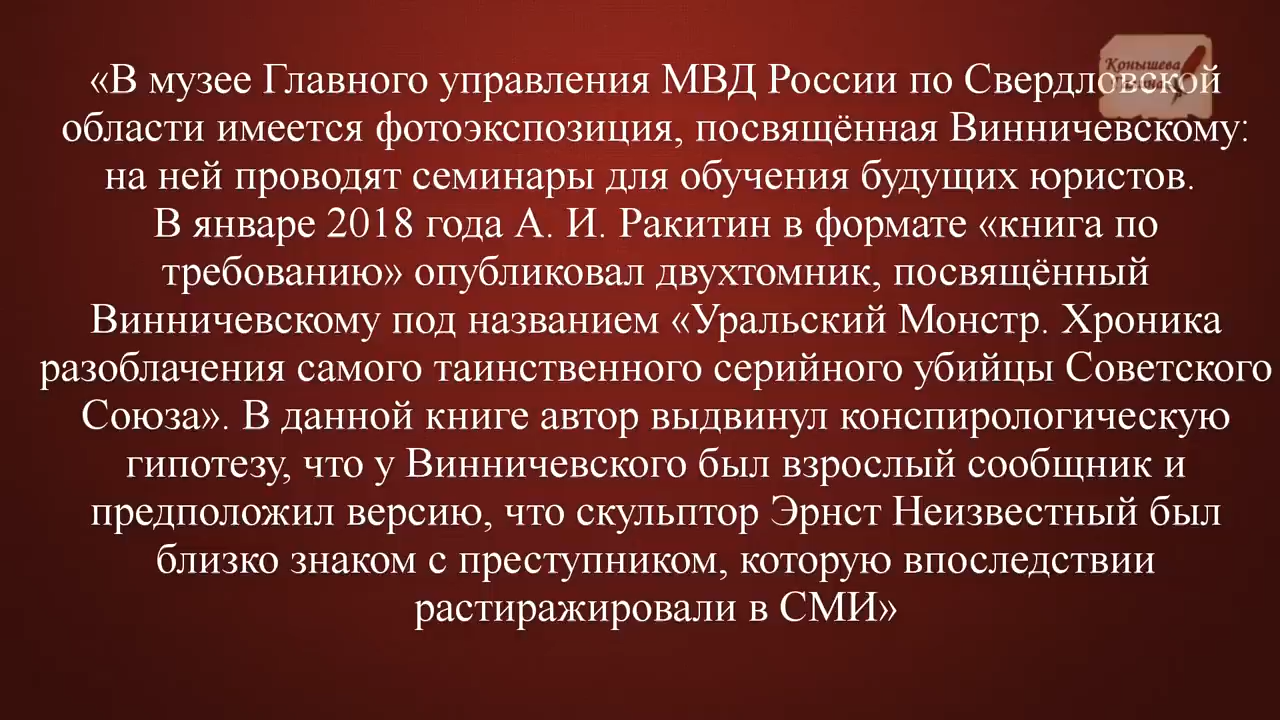 «В музее Главного управления МВД России по Свердловской
области имеется фотоэкспозиция, посвящённая Винничевскому:
на ней проводят семинары для обучения будущих юристов.
В январе 2018 года А. И. Ракитин в формате «книга по
требованию» опубликовал двухтомник, посвящённый
Винничевскому под названием «Уральский Монстр. Хроника
разоблачения самого таинственного серийного убийцы Советского
Союза». В данной книге автор выдвинул конспирологическую
гипотезу, что у Винничевского был взрослый сообщник и
предположил версию, что скульптор Эрнст Неизвестный был
близко знаком с преступником, которую впоследствии
растиражировали в СМИ»
Конышева